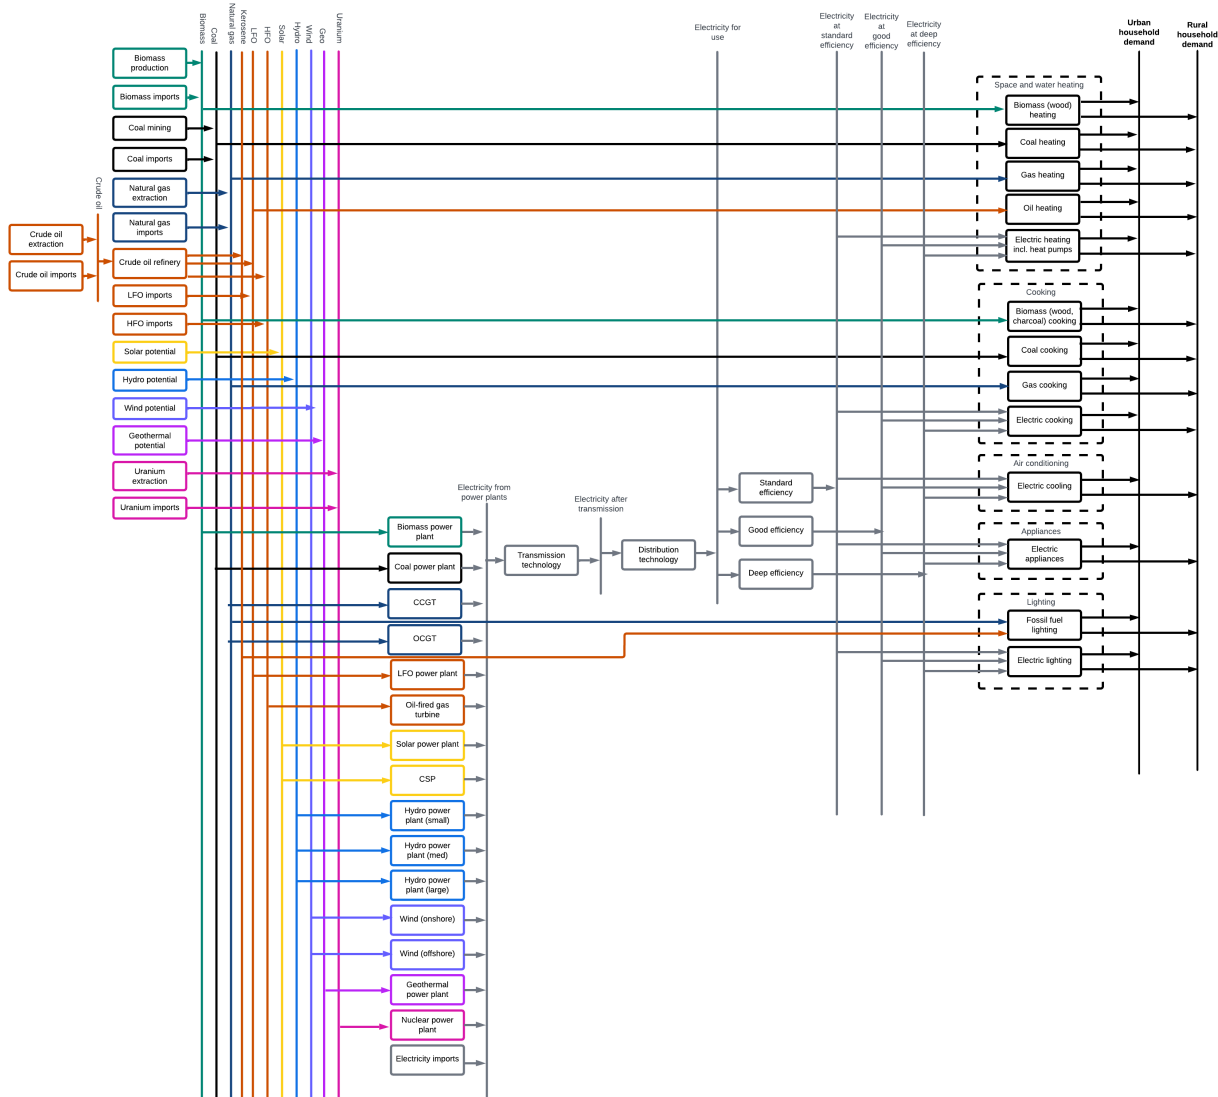 Biomass
Coal
Natural gas
Kerosene
LFO
HFO
Solar
Hydro
Wind
Geo
Uranium
Electricity for
use
Electricity
at
standard
efficiency
Electricity
at
good
efficiency
Electricity
at deep
efficiency
Urban
household
demand
Rural
household
demand
Biomass
production
Biomass imports
Coal mining
Coal imports
Natural gas
extraction
Natural gas
imports
Crude oil
Crude oil
extraction
Crude oil imports
Crude oil refinery
LFO imports
HFO imports
Solar potential
Hydro potential
Wind potential
Geothermal
potential
Uranium
extraction
Uranium imports
Space and water heating
Biomass (wood)
heating
Coal heating
Gas heating
Oil heating
Electric heating
incl. heat pumps
Cooking
Biomass (wood,
charcoal) cooking
Coal cooking
Gas cooking
Electric cooking
Air conditioning
Electric cooling
Appliances
Electric
appliances
Lighting
Fossil fuel
lighting
Electric lighting
Electricity from
power plants
Electricity after
transmission
Transmission
technology
Distribution
technology
Standard
efficiency
Good efficiency
Deep efficiency
Biomass power
plant
Coal power plant
CCGT
OCGT
LFO power plant
Oil-fired gas
turbine
Solar power plant
CSP
Hydro power
plant (small)
Hydro power
plant (med)
Hydro power
plant (large)
Wind (onshore)
Wind (offshore)
Geothermal
power plant
Nuclear power
plant
Electricity imports